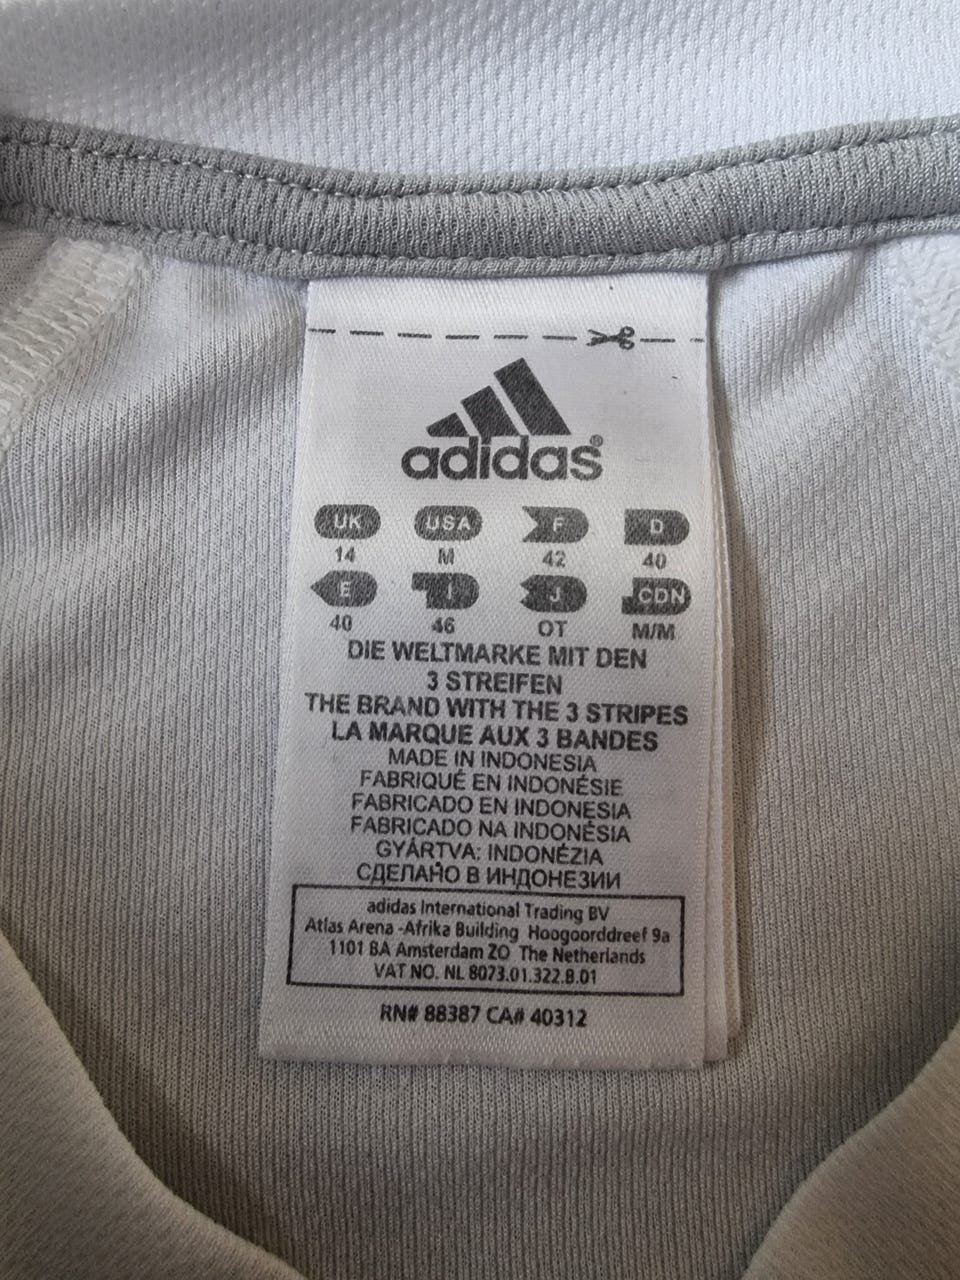 adidas®
UK USA F D
14 M 42 40
E I J CDN
40 46 OT M/M
DIE WELTMARKE MIT DEN
3 STREIFEN
THE BRAND WITH THE 3 STRIPES
LA MARQUE AUX 3 BANDES
MADE IN INDONESIA
FABRIQUÉ EN INDONÉSIE
FABRICADO EN INDONESIA
FABRICADO NA INDONÉSIA
GYÁRTVA: INDONÉZIA
СДЕЛАНО В ИНДОНЕЗИИ
adidas International Trading BV
Atlas Arena -Afrika Building Hoogoorddreef 9a
1101 BA Amsterdam ZO The Netherlands
VAT NO. NL 8073.01.322.B.01
RN# 88387 CA# 40312